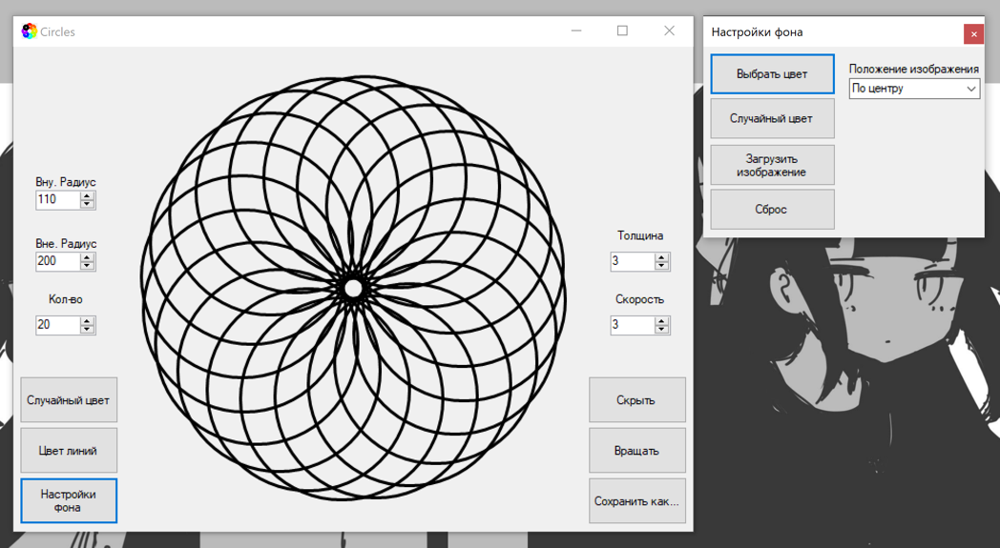 Circles
Вну. Радиус
110
Вне. Радиус
200
Кол-во
20
Случайный цвет
Цвет линий
Настройки
фона
Толщина
3
Скорость
3
Скрыть
Вращать
Сохранить как...
Настройки фона
Выбрать цвет
Случайный цвет
Загрузить
изображение
Сброс
Положение изображения
По центру